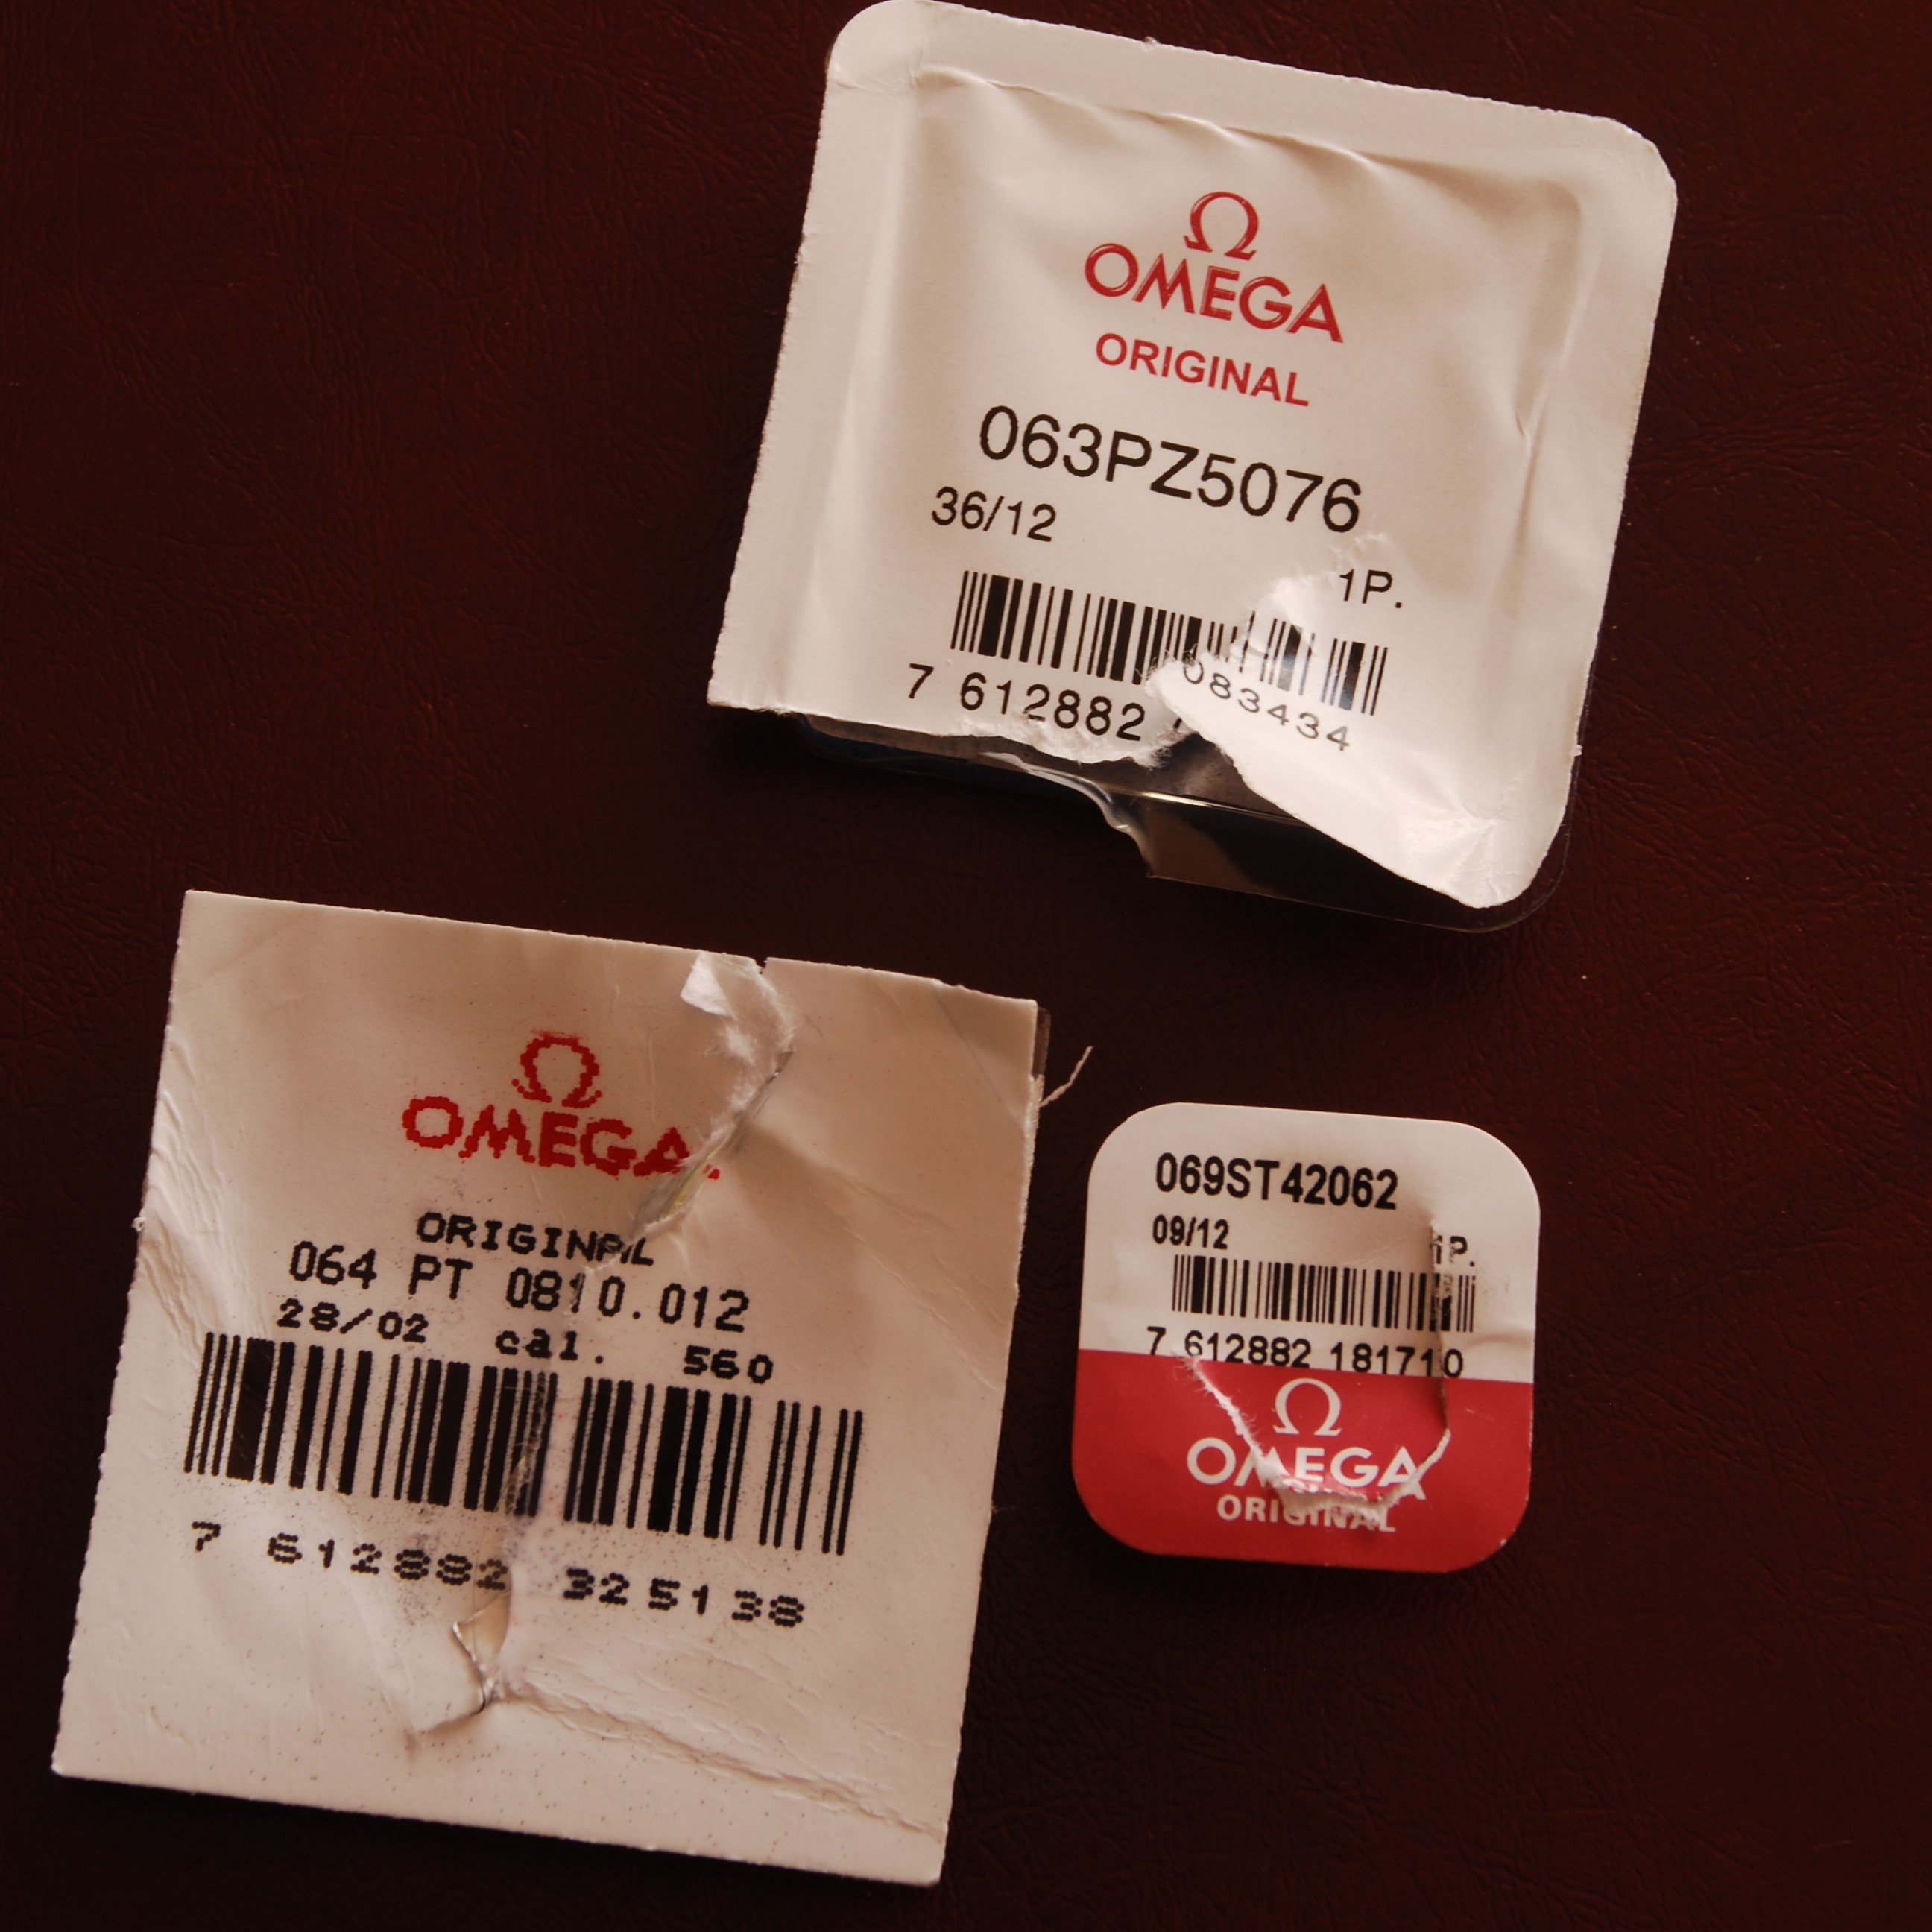 Ω
OMEGA
ORIGINAL
063PZ5076
36/12
1P.
7 612882 083434
Ω
OMEGA
ORIGINAL
064 PT 0810.012
28/02 cal. 560
7 612882 325138
069ST42062
09/12 1P.
7 612882 181710
Ω
OMEGA
ORIGINAL